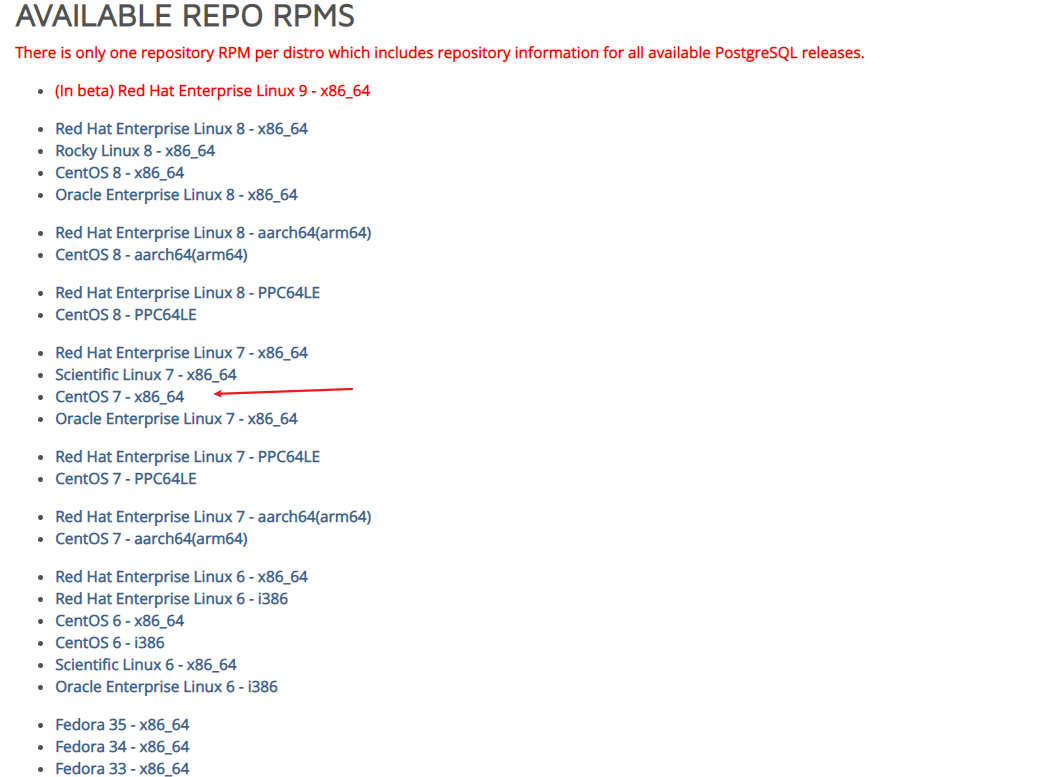 AVAILABLE REPO RPMS
There is only one repository RPM per distro which includes repository information for all available PostgreSQL releases.
(In beta) Red Hat Enterprise Linux 9 - x86_64
Red Hat Enterprise Linux 8 - x86_64
Rocky Linux 8 - x86_64
CentOS 8 - x86_64
Oracle Enterprise Linux 8 - x86_64
Red Hat Enterprise Linux 8 - aarch64(arm64)
CentOS 8 - aarch64(arm64)
Red Hat Enterprise Linux 8 - PPC64LE
CentOS 8 - PPC64LE
Red Hat Enterprise Linux 7 - x86_64
Scientific Linux 7 - x86_64
CentOS 7 - x86_64
Oracle Enterprise Linux 7 - x86_64
Red Hat Enterprise Linux 7 - PPC64LE
CentOS 7 - PPC64LE
Red Hat Enterprise Linux 7 - aarch64(arm64)
CentOS 7 - aarch64(arm64)
Red Hat Enterprise Linux 6 - x86_64
Red Hat Enterprise Linux 6 - i386
CentOS 6 - x86_64
CentOS 6 - i386
Scientific Linux 6 - x86_64
Oracle Enterprise Linux 6 - i386
Fedora 35 - x86_64
Fedora 34 - x86_64
Fedora 33 - x86_64